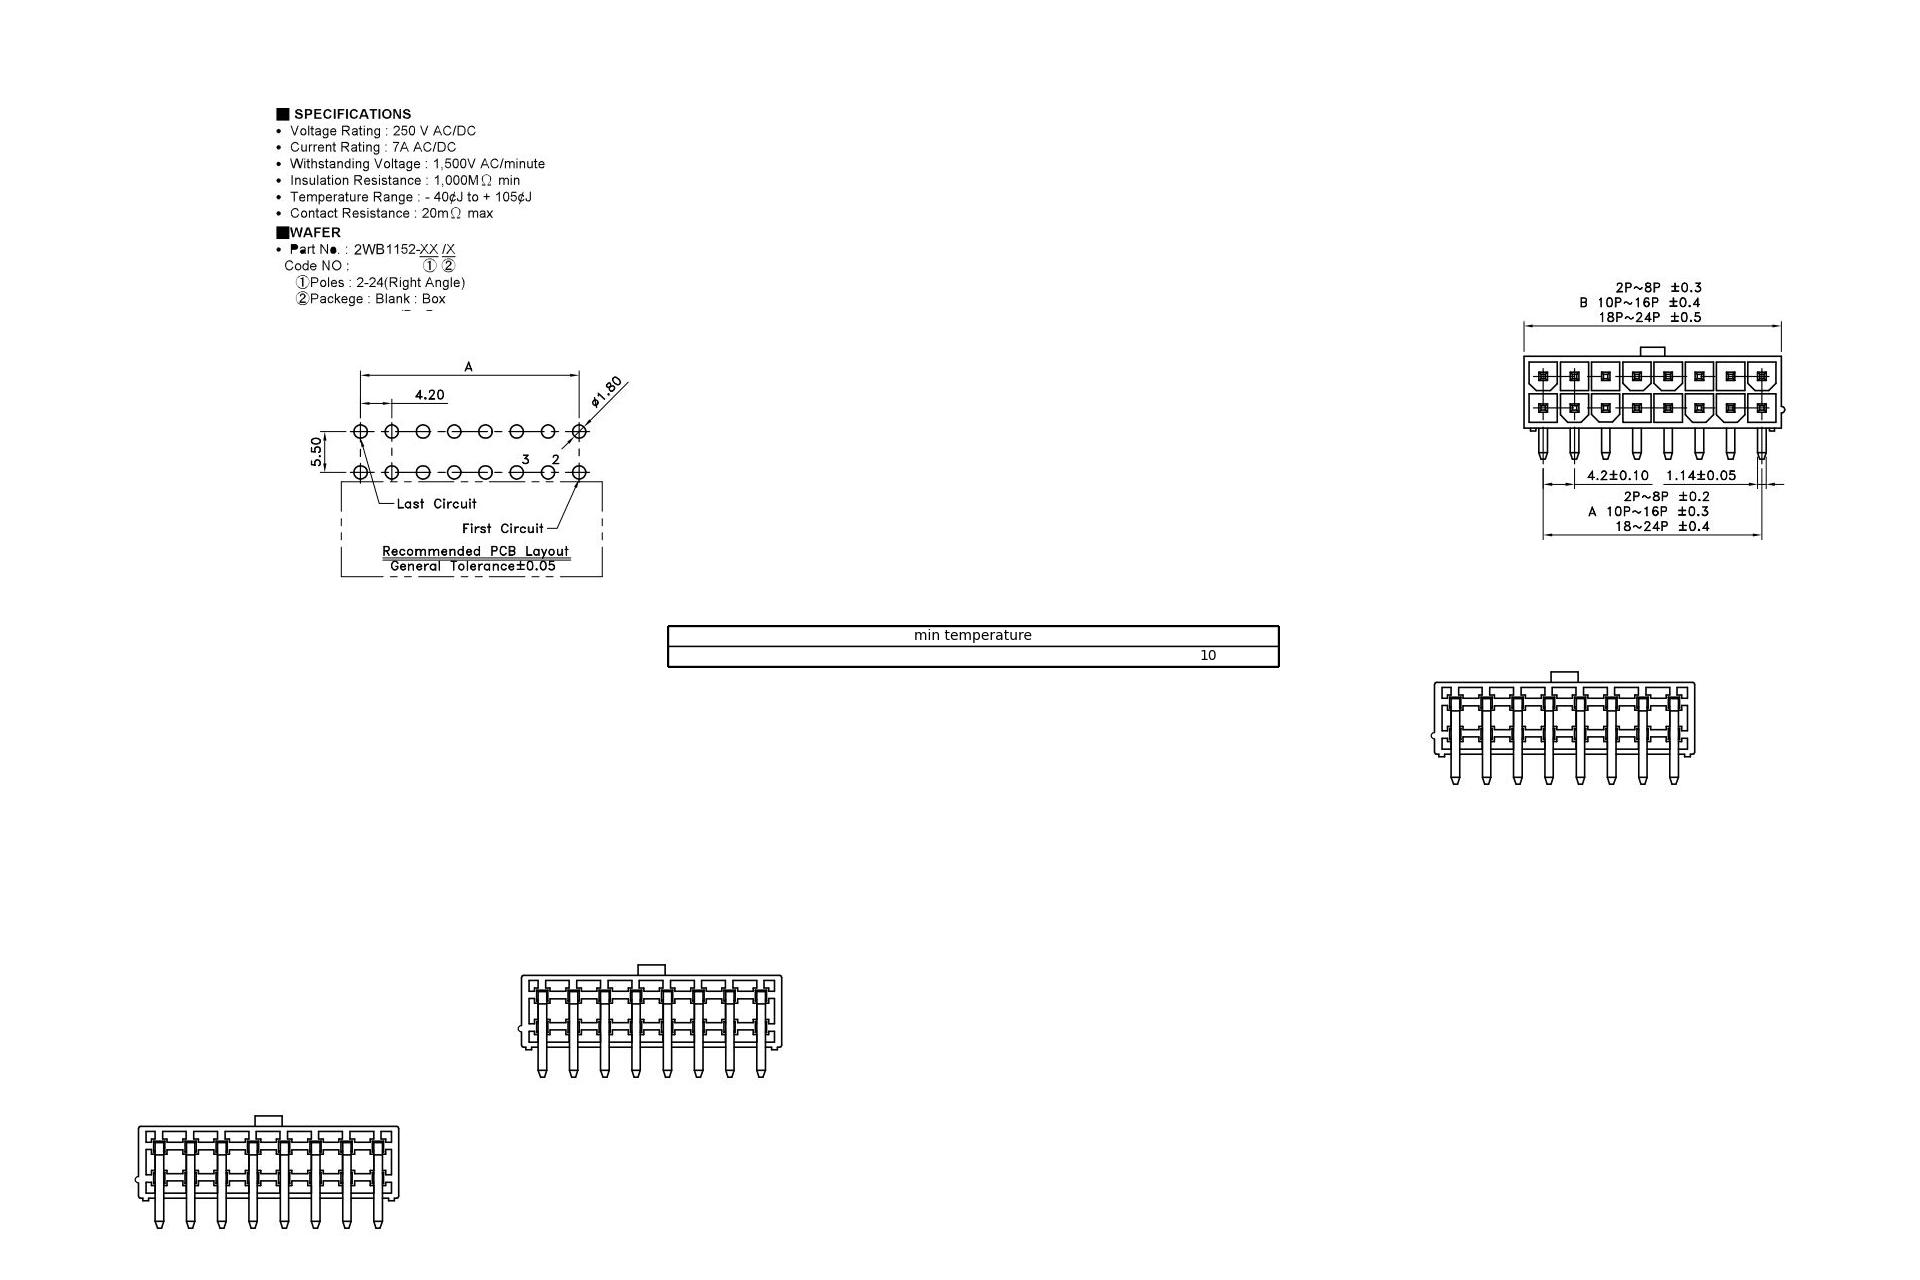 ■ SPECIFICATIONS
• Voltage Rating : 250 V AC/DC
• Current Rating : 7A AC/DC
• Withstanding Voltage : 1,500V AC/minute
• Insulation Resistance : 1,000MΩ min
• Temperature Range : - 40¢J to + 105¢J
• Contact Resistance : 20mΩ max
■WAFER
• Part No. : 2WB1152-XX /X
Code NO : ① ②
①Poles : 2-24(Right Angle)
②Packege : Blank : Box
A
4.20
ø1.80
5.50
3 2
Last Circuit
First Circuit
Recommended PCB Layout
General Tolerance±0.05
2P~8P ±0.3
B 10P~16P ±0.4
18P~24P ±0.5
4.2±0.10 1.14±0.05
2P~8P ±0.2
A 10P~16P ±0.3
18~24P ±0.4
min temperature
10